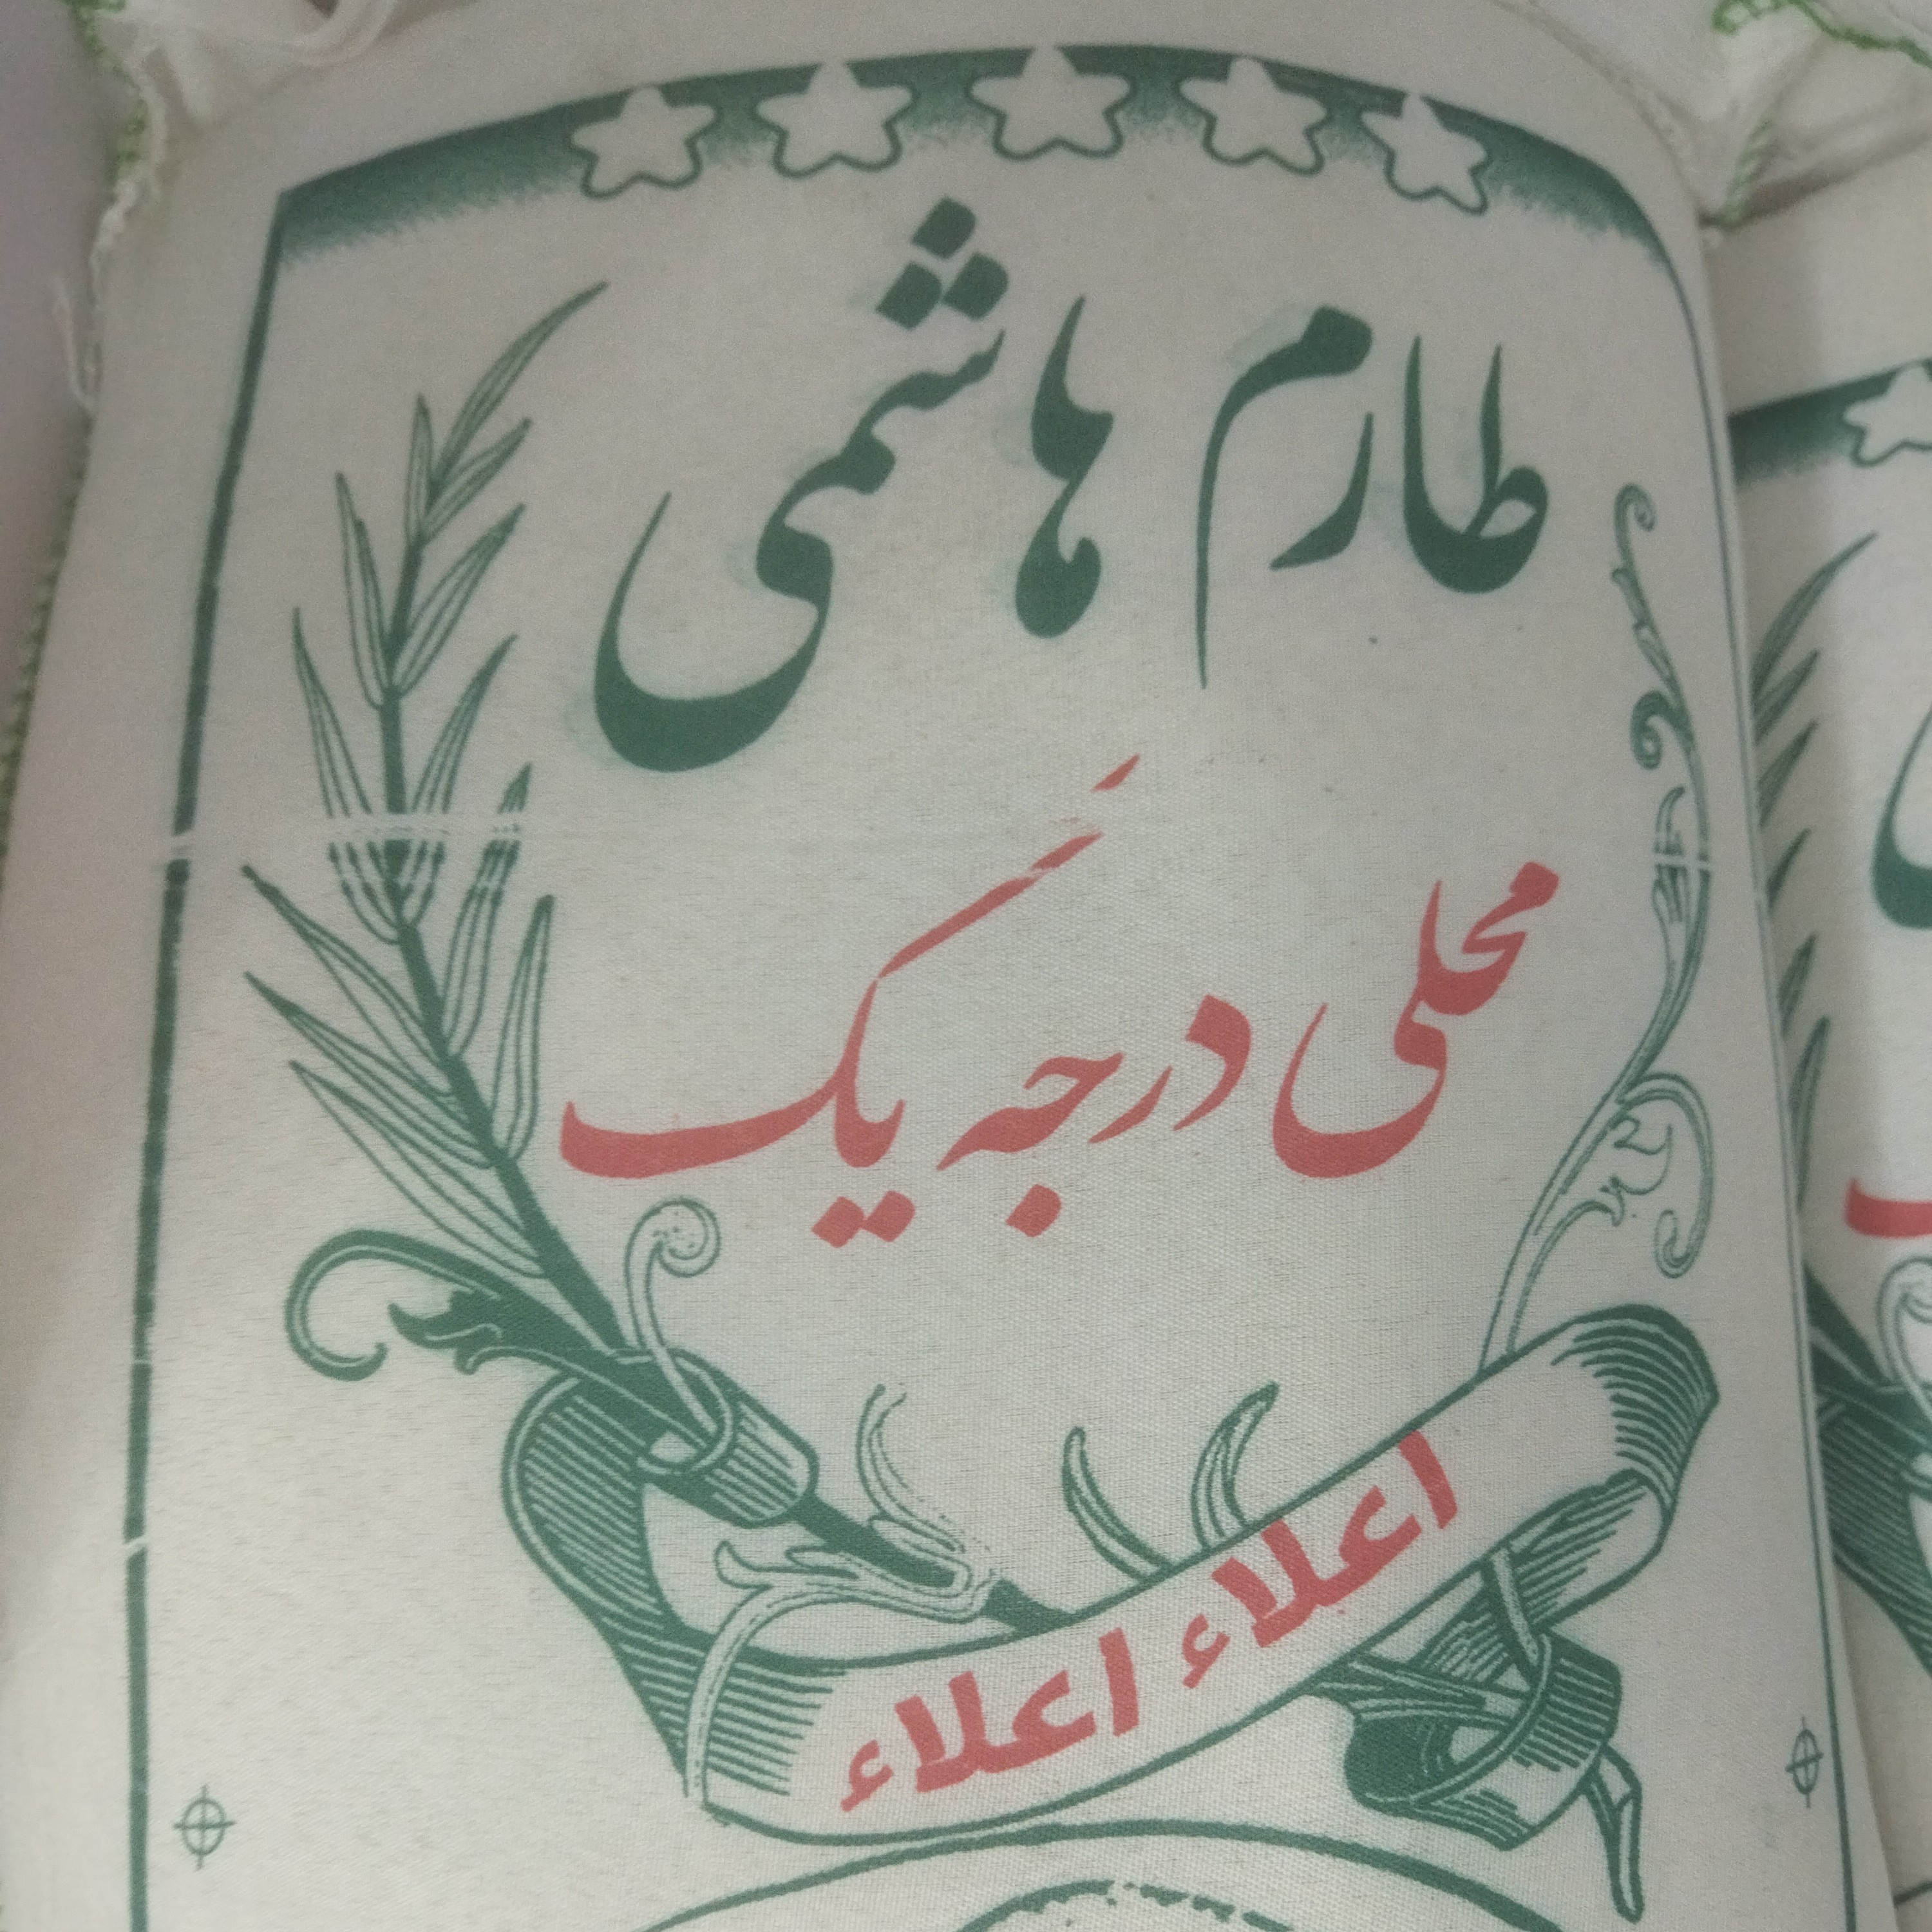 طارم هاشمی
محلی درجه یک
اعلاء اعلاء